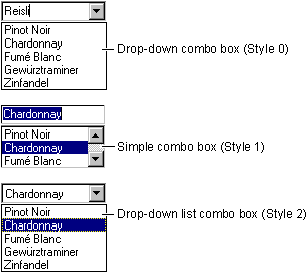 Reisli
Pinot Noir
Chardonnay
Fumé Blanc
Gewürztraminer
Zinfandel
Drop-down combo box (Style 0)
Chardonnay
Pinot Noir
Chardonnay
Fumé Blanc
Simple combo box (Style 1)
Chardonnay
Pinot Noir
Chardonnay
Fumé Blanc
Gewürztraminer
Zinfandel
Drop-down list combo box (Style 2)